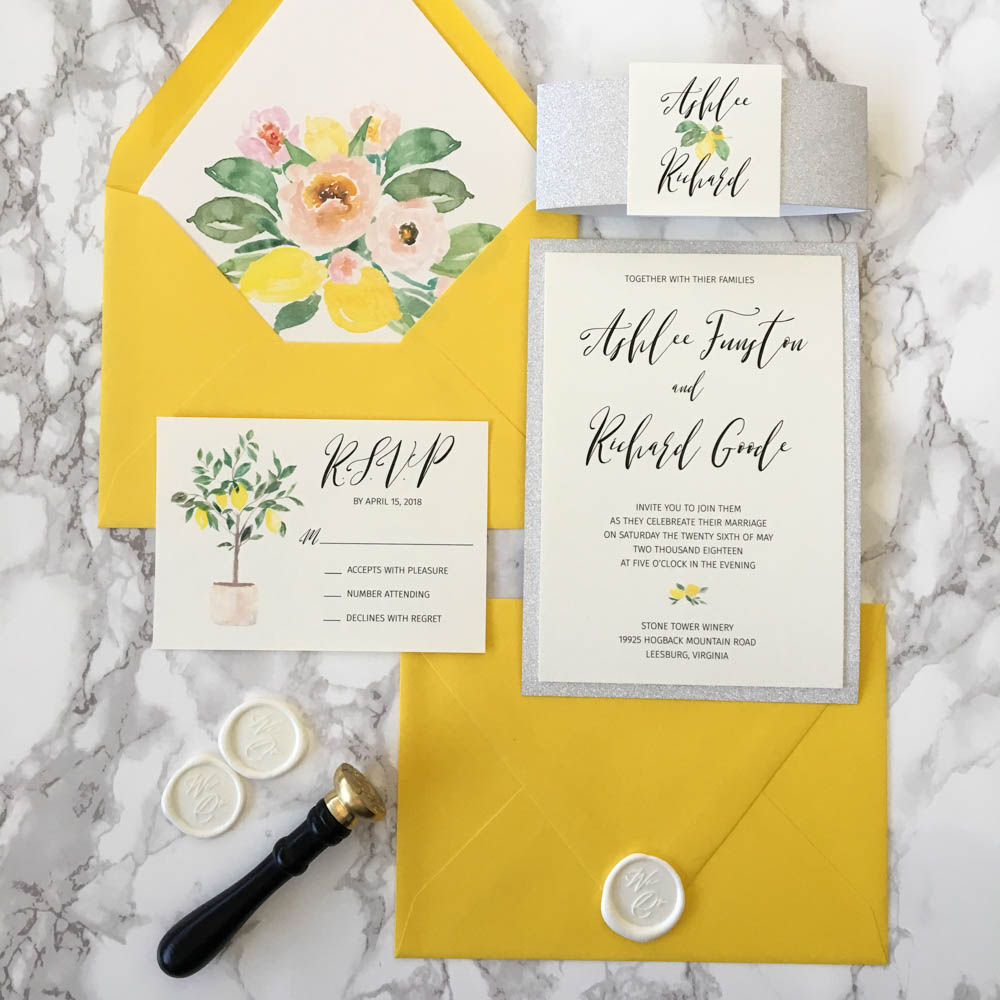 Ashlee
Richard
TOGETHER WITH THIER FAMILIES
Ashlee Funston
and
Richard Goode
INVITE YOU TO JOIN THEM
AS THEY CELEBREATE THEIR MARRIAGE
ON SATURDAY THE TWENTY SIXTH OF MAY
TWO THOUSAND EIGHTEEN
AT FIVE O'CLOCK IN THE EVENING
STONE TOWER WINERY
19925 HOGBACK MOUNTAIN ROAD
LEESBURG, VIRGINIA
R.S.V.P
BY APRIL 15, 2018
M
ACCEPTS WITH PLEASURE
NUMBER ATTENDING
DECLINES WITH REGRET